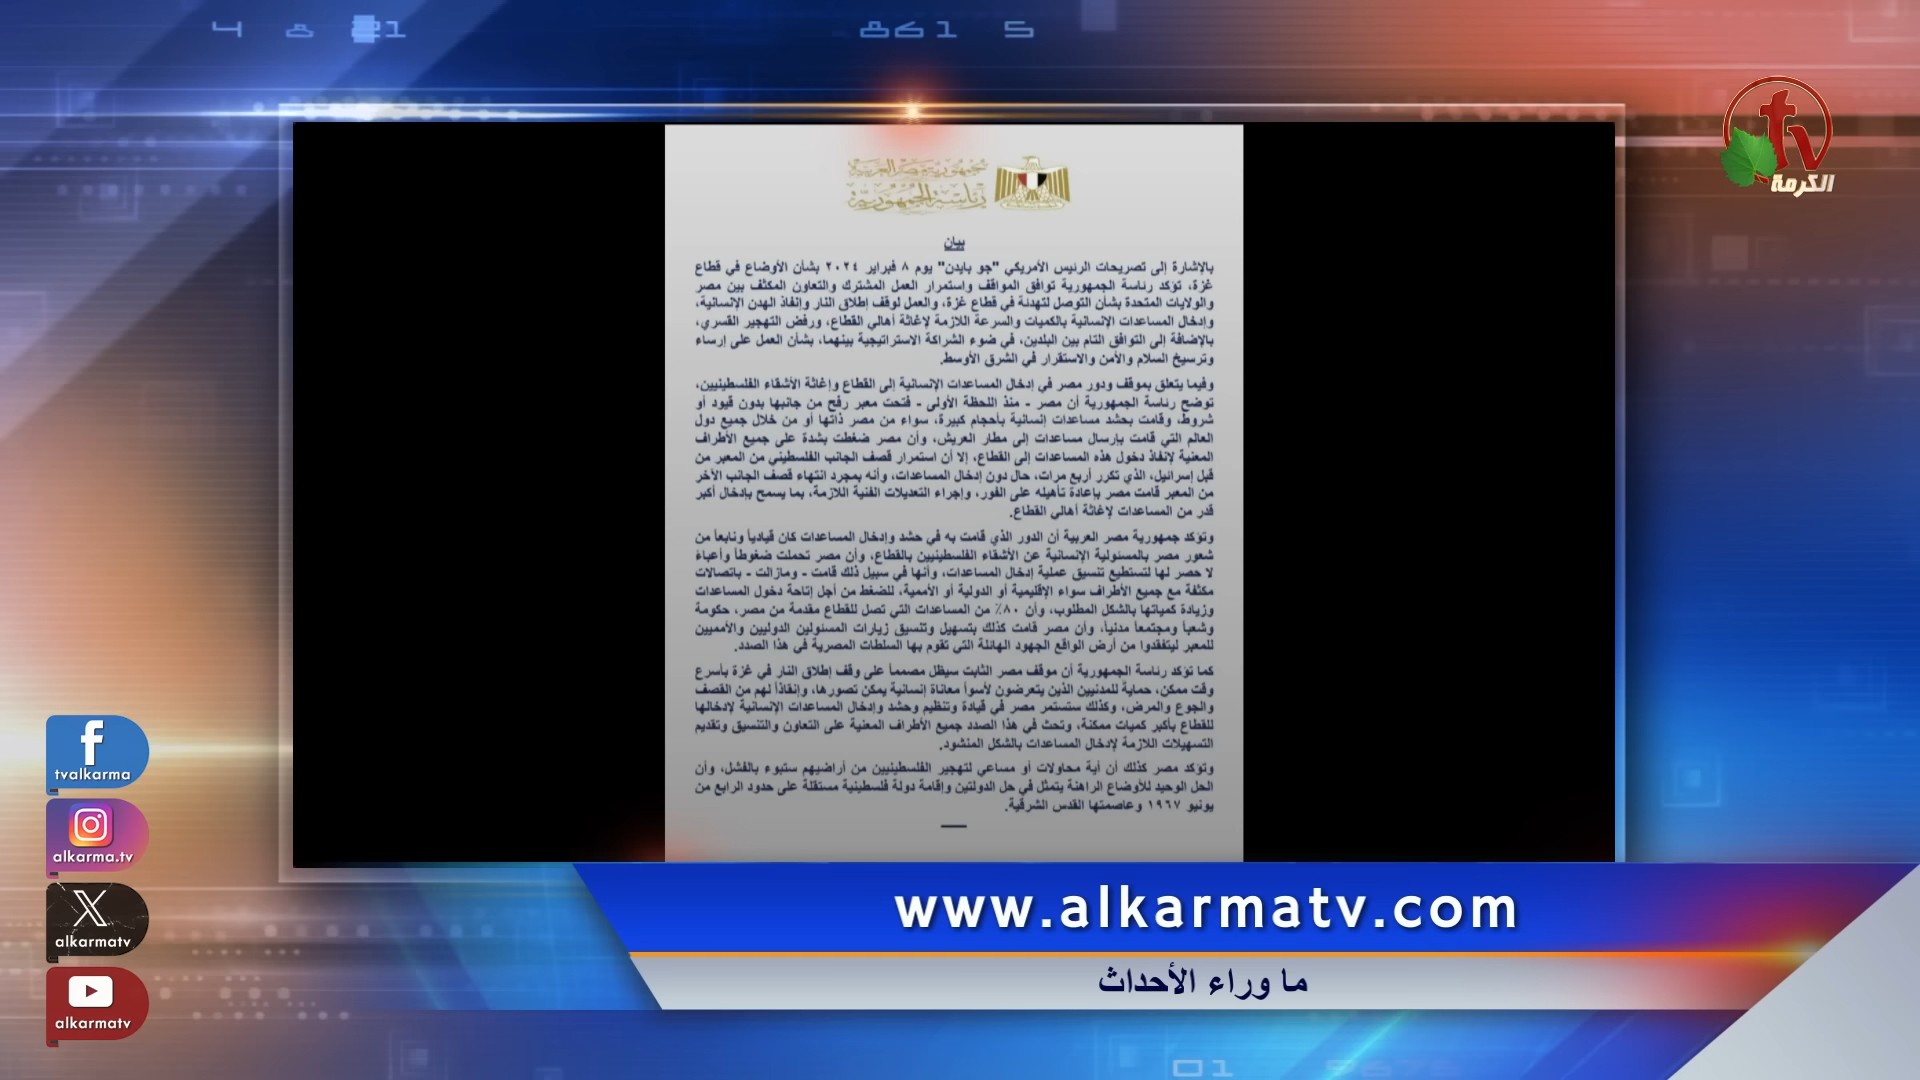 4 8 21
861 5
tv
الكرمة
جمهورية مصر العربية
رئاسة الجمهورية
بيان
بالإشارة إلى تصريحات الرئيس الأمريكي "جو بايدن" يوم ٨ فبراير ٢٠٢٤ بشأن الأوضاع في قطاع
غزة، تؤكد رئاسة الجمهورية توافق المواقف واستمرار العمل المشترك والتعاون المكثف بين مصر
والولايات المتحدة بشأن التوصل لتهدئة في قطاع غزة، والعمل لوقف إطلاق النار وإنفاذ الهدن الإنسانية،
وإدخال المساعدات الإنسانية بالكميات والسرعة اللازمة لإغاثة أهالي القطاع، ورفض التهجير القسري،
بالإضافة إلى التوافق التام بين البلدين، في ضوء الشراكة الاستراتيجية بينهما، بشأن العمل على إرساء
وترسيخ السلام والأمن والاستقرار في الشرق الأوسط.
وفيما يتعلق بموقف ودور مصر في إدخال المساعدات الإنسانية إلى القطاع وإغاثة الأشقاء الفلسطينيين،
توضح رئاسة الجمهورية أن مصر - منذ اللحظة الأولى - فتحت معبر رفح من جانبها بدون قيود أو
شروط، وقامت بحشد مساعدات إنسانية بأحجام كبيرة، سواء من مصر ذاتها أو من خلال جميع دول
العالم التي قامت بإرسال مساعدات إلى مطار العريش، وأن مصر ضغطت بشدة على جميع الأطراف
المعنية لإنفاذ دخول هذه المساعدات إلى القطاع، إلا أن استمرار قصف الجانب الفلسطيني من المعبر من
قبل إسرائيل، الذي تكرر أربع مرات، حال دون إدخال المساعدات، وأنه بمجرد انتهاء قصف الجانب الآخر
من المعبر قامت مصر بإعادة تأهيله على الفور، وإجراء التعديلات الفنية اللازمة، بما يسمح بإدخال أكبر
قدر من المساعدات لإغاثة أهالي القطاع.
وتؤكد جمهورية مصر العربية أن الدور الذي قامت به في حشد وإدخال المساعدات كان قيادياً ونابعاً من
شعور مصر بالمسئولية الإنسانية عن الأشقاء الفلسطينيين بالقطاع، وأن مصر تحملت ضغوطاً وأعباءً
لا حصر لها لتستطيع تنسيق عملية إدخال المساعدات، وأنها في سبيل ذلك قامت - ومازالت - باتصالات
مكثفة مع جميع الأطراف سواء الإقليمية أو الدولية أو الأممية، للضغط من أجل إتاحة دخول المساعدات
وزيادة كمياتها بالشكل المطلوب، وأن ٨٠٪ من المساعدات التي تصل للقطاع مقدمة من مصر، حكومة
وشعباً ومجتمعاً مدنياً، وأن مصر قامت كذلك بتسهيل وتنسيق زيارات المسئولين الدوليين والأمميين
للمعبر ليتفقدوا من أرض الواقع الجهود الهائلة التي تقوم بها السلطات المصرية في هذا الصدد.
كما تؤكد رئاسة الجمهورية أن موقف مصر الثابت سيظل مصمماً على وقف إطلاق النار في غزة بأسرع
وقت ممكن، حمايةً للمدنيين الذين يتعرضون لأسوأ معاناة إنسانية يمكن تصورها، وإنقاذاً لهم من القصف
والجوع والمرض، وكذلك ستستمر مصر في قيادة وتنظيم وحشد وإدخال المساعدات الإنسانية لإدخالها
للقطاع بأكبر كميات ممكنة، وتحث في هذا الصدد جميع الأطراف المعنية على التعاون والتنسيق وتقديم
التسهيلات اللازمة لإدخال المساعدات بالشكل المنشود.
وتؤكد مصر كذلك أن أية محاولات أو مساعي لتهجير الفلسطينيين من أراضيهم ستبوء بالفشل، وأن
الحل الوحيد للأوضاع الراهنة يتمثل في حل الدولتين وإقامة دولة فلسطينية مستقلة على حدود الرابع من
يونيو ١٩٦٧ وعاصمتها القدس الشرقية.
tvalkarma
alkarma.tv
alkarmatv
alkarmatv
www.alkarmatv.com
ما وراء الأحداث
01